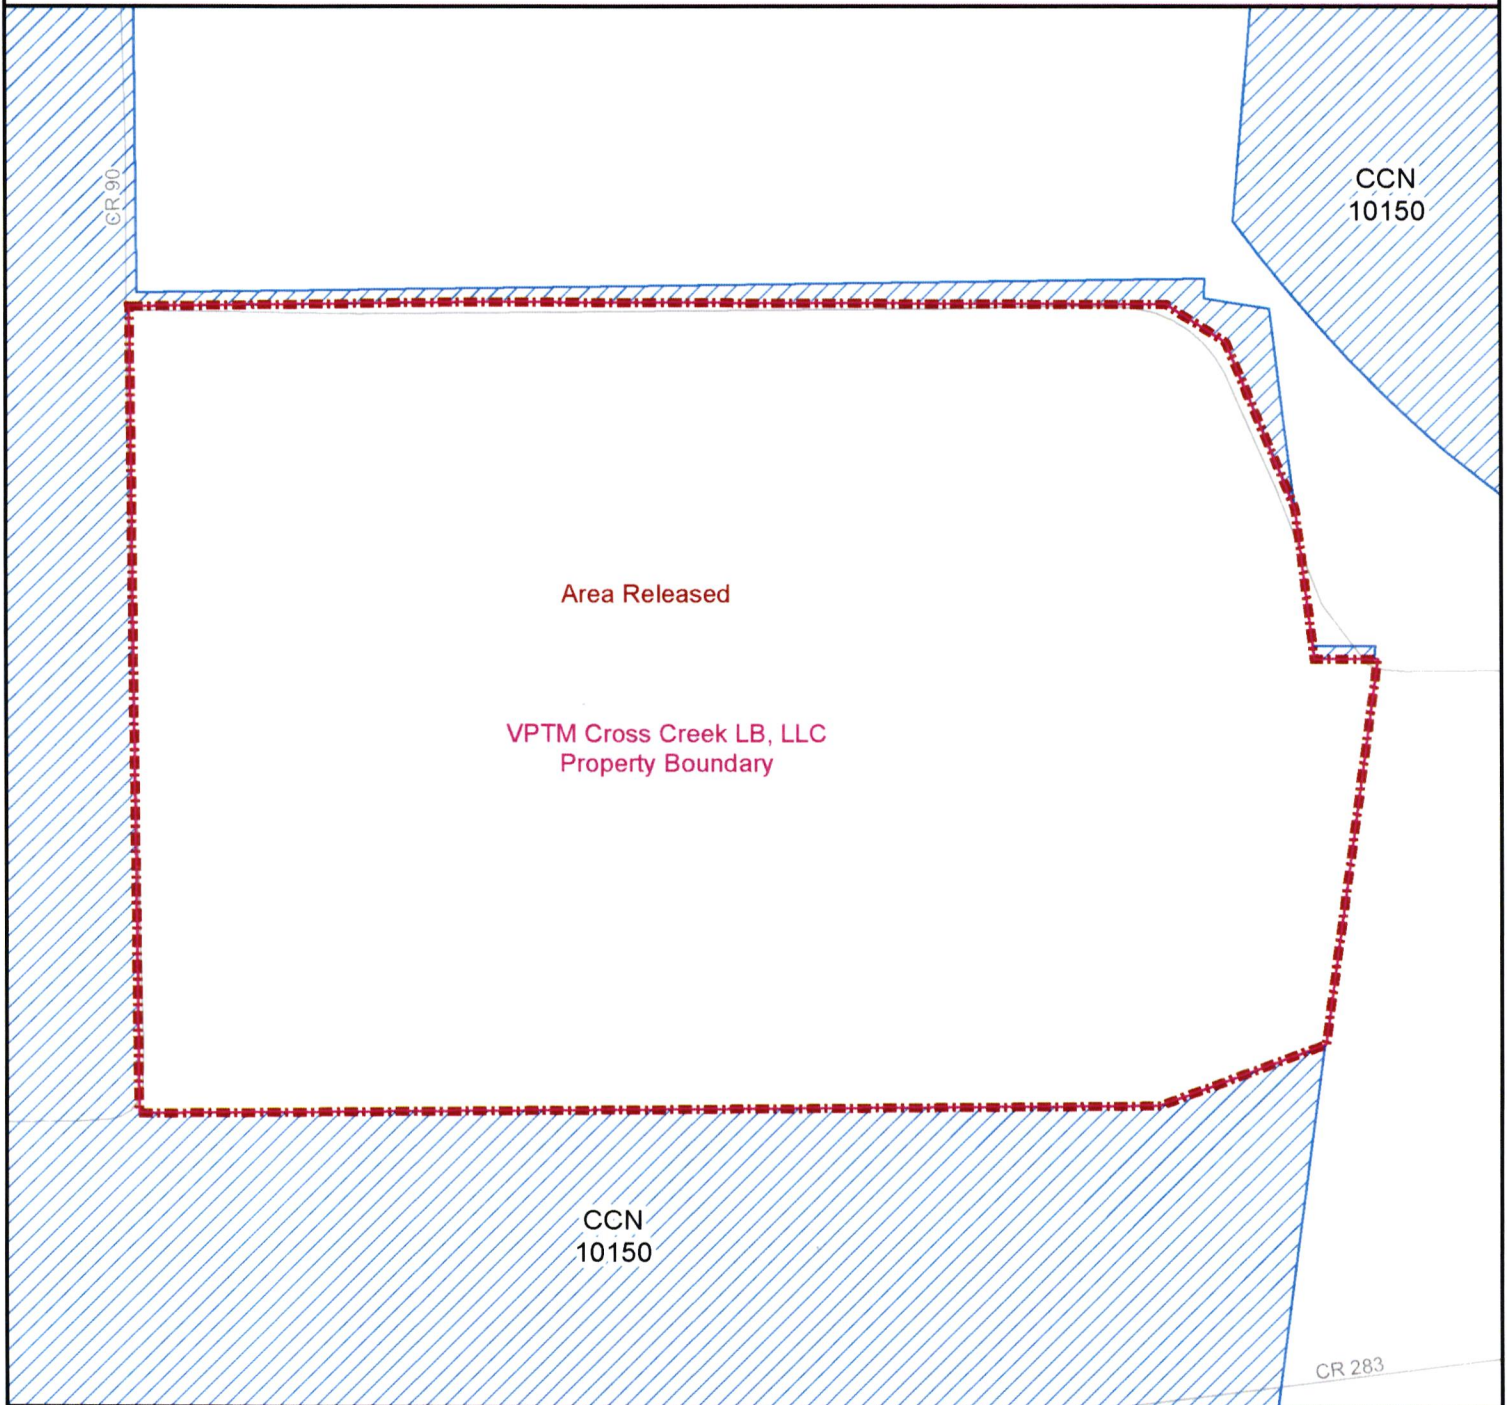 CCN
10150
CR 90
Area Released
VPTM Cross Creek LB, LLC
Property Boundary
CCN
10150
CR 283